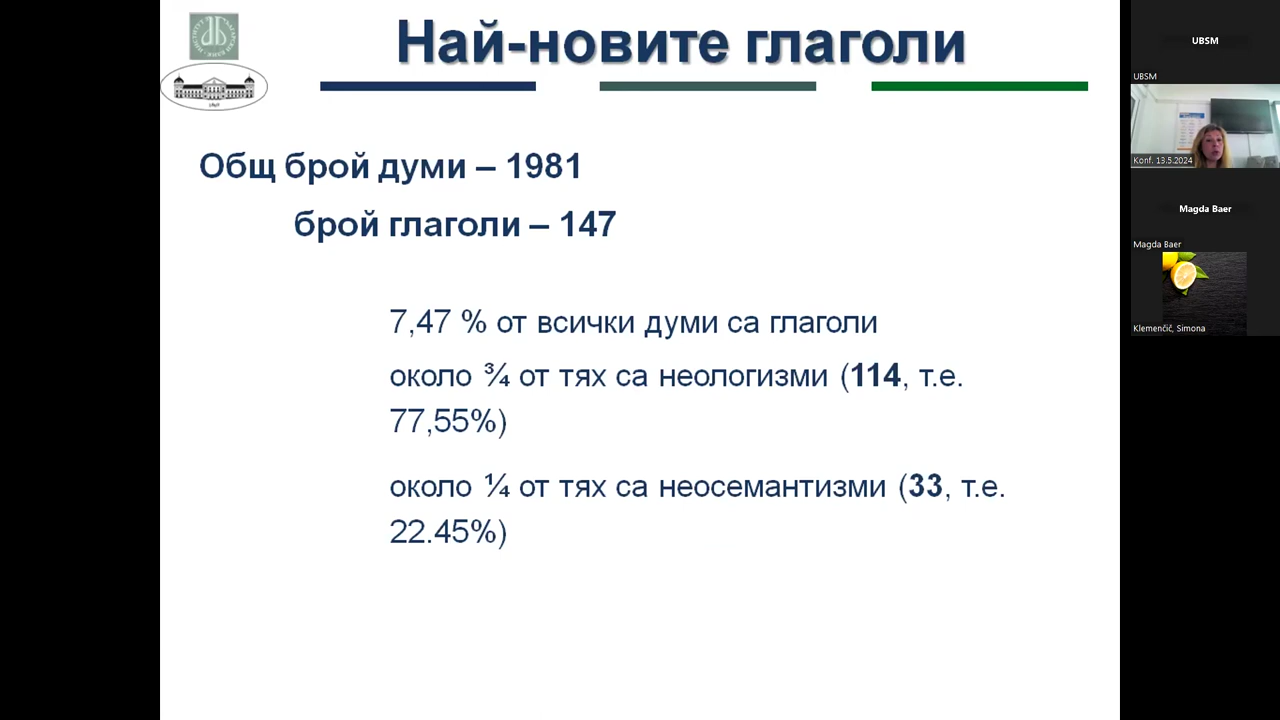 Най-новите глаголи
Общ брой думи – 1981
брой глаголи – 147
7,47 % от всички думи са глаголи
около ¾ от тях са неологизми (114, т.е.
77,55%)
около ¼ от тях са неосемантизми (33, т.е.
22.45%)
UBSM
UBSM
Konf. 13.5.2024
Magda Baer
Magda Baer
Klemenčič, Simona